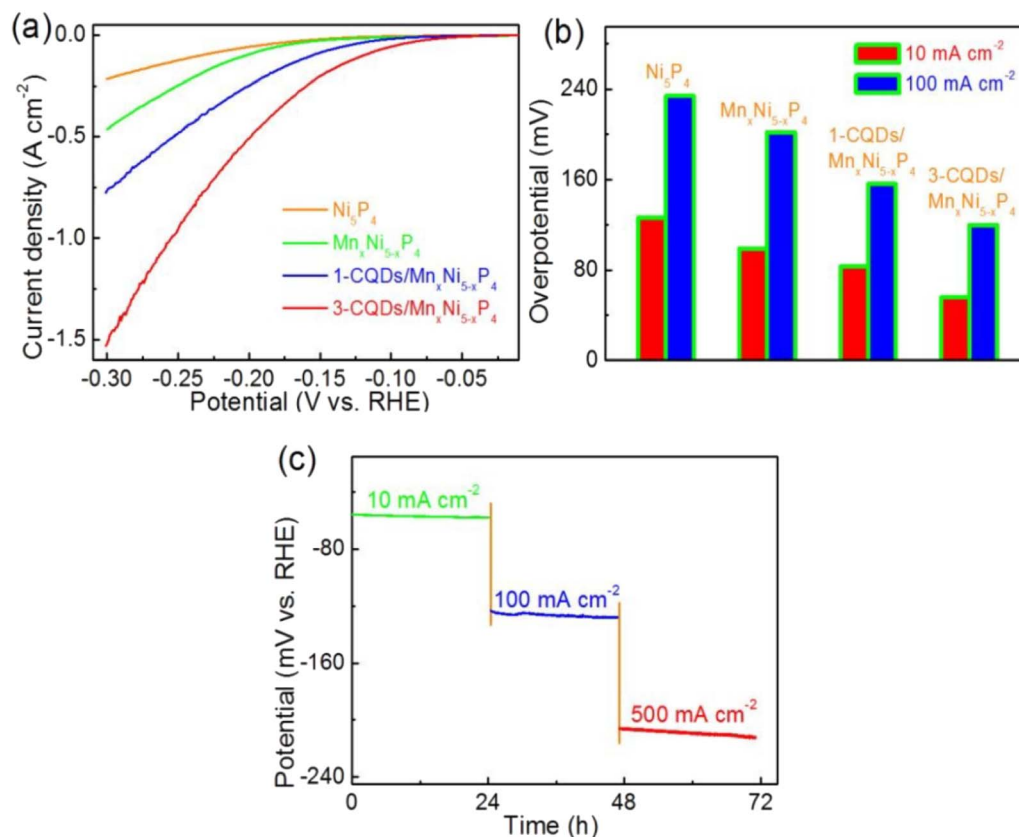 (a)
0.0
-0.5
-1.0
-1.5
Current density (A cm⁻²)
Ni₅P₄
MnₓNi₅₋ₓP₄
1-CQDs/MnₓNi₅₋ₓP₄
3-CQDs/MnₓNi₅₋ₓP₄
-0.30 -0.25 -0.20 -0.15 -0.10 -0.05
Potential (V vs. RHE)
(b)
10 mA cm⁻²
100 mA cm⁻²
240
160
80
0
Overpotential (mV)
Ni₅P₄
MnₓNi₅₋ₓP₄
1-CQDs/
MnₓNi₅₋ₓP₄
3-CQDs/
MnₓNi₅₋ₓP₄
(c)
10 mA cm⁻²
100 mA cm⁻²
500 mA cm⁻²
-80
-160
-240
Potential (mV vs. RHE)
0 24 48 72
Time (h)